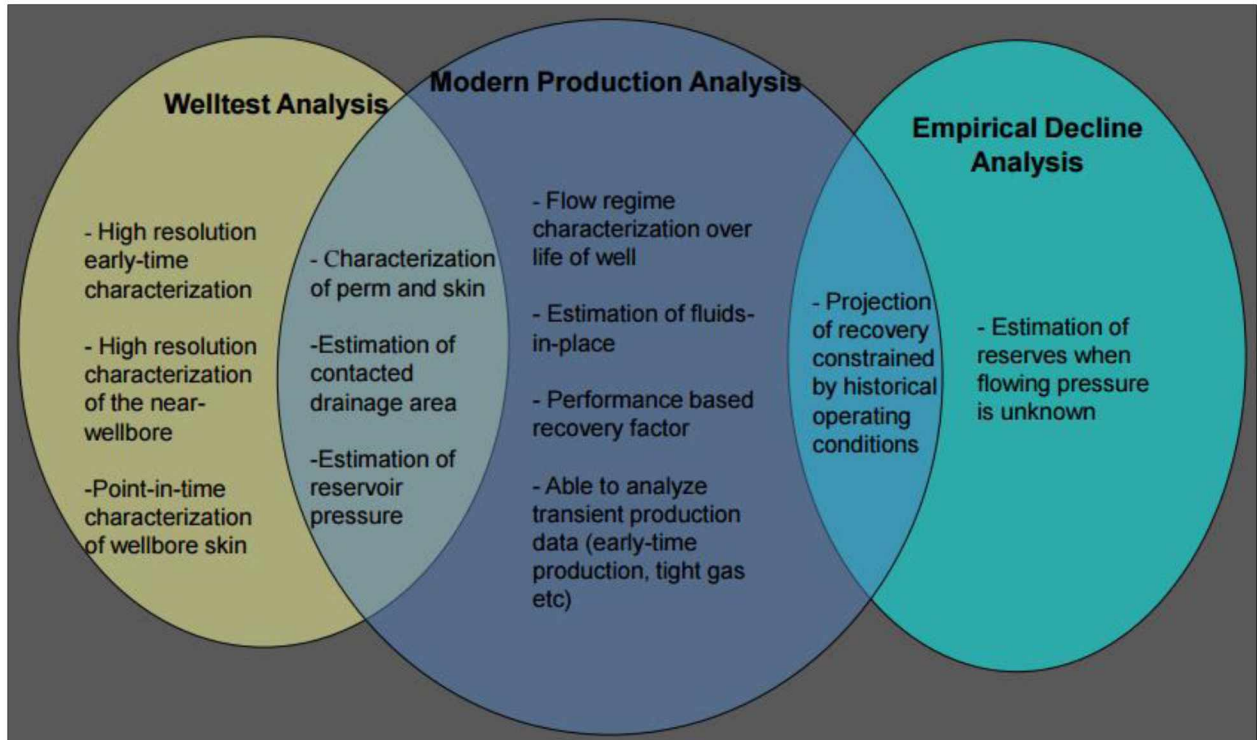 Welltest Analysis
- High resolution
early-time
characterization
- High resolution
characterization
of the near-
wellbore
-Point-in-time
characterization
of wellbore skin
- Characterization
of perm and skin
-Estimation of
contacted
drainage area
-Estimation of
reservoir
pressure
Modern Production Analysis
- Flow regime
characterization over
life of well
- Estimation of fluids-
in-place
- Performance based
recovery factor
- Able to analyze
transient production
data (early-time
production, tight gas
etc)
- Projection
of recovery
constrained
by historical
operating
conditions
Empirical Decline
Analysis
- Estimation of
reserves when
flowing pressure
is unknown